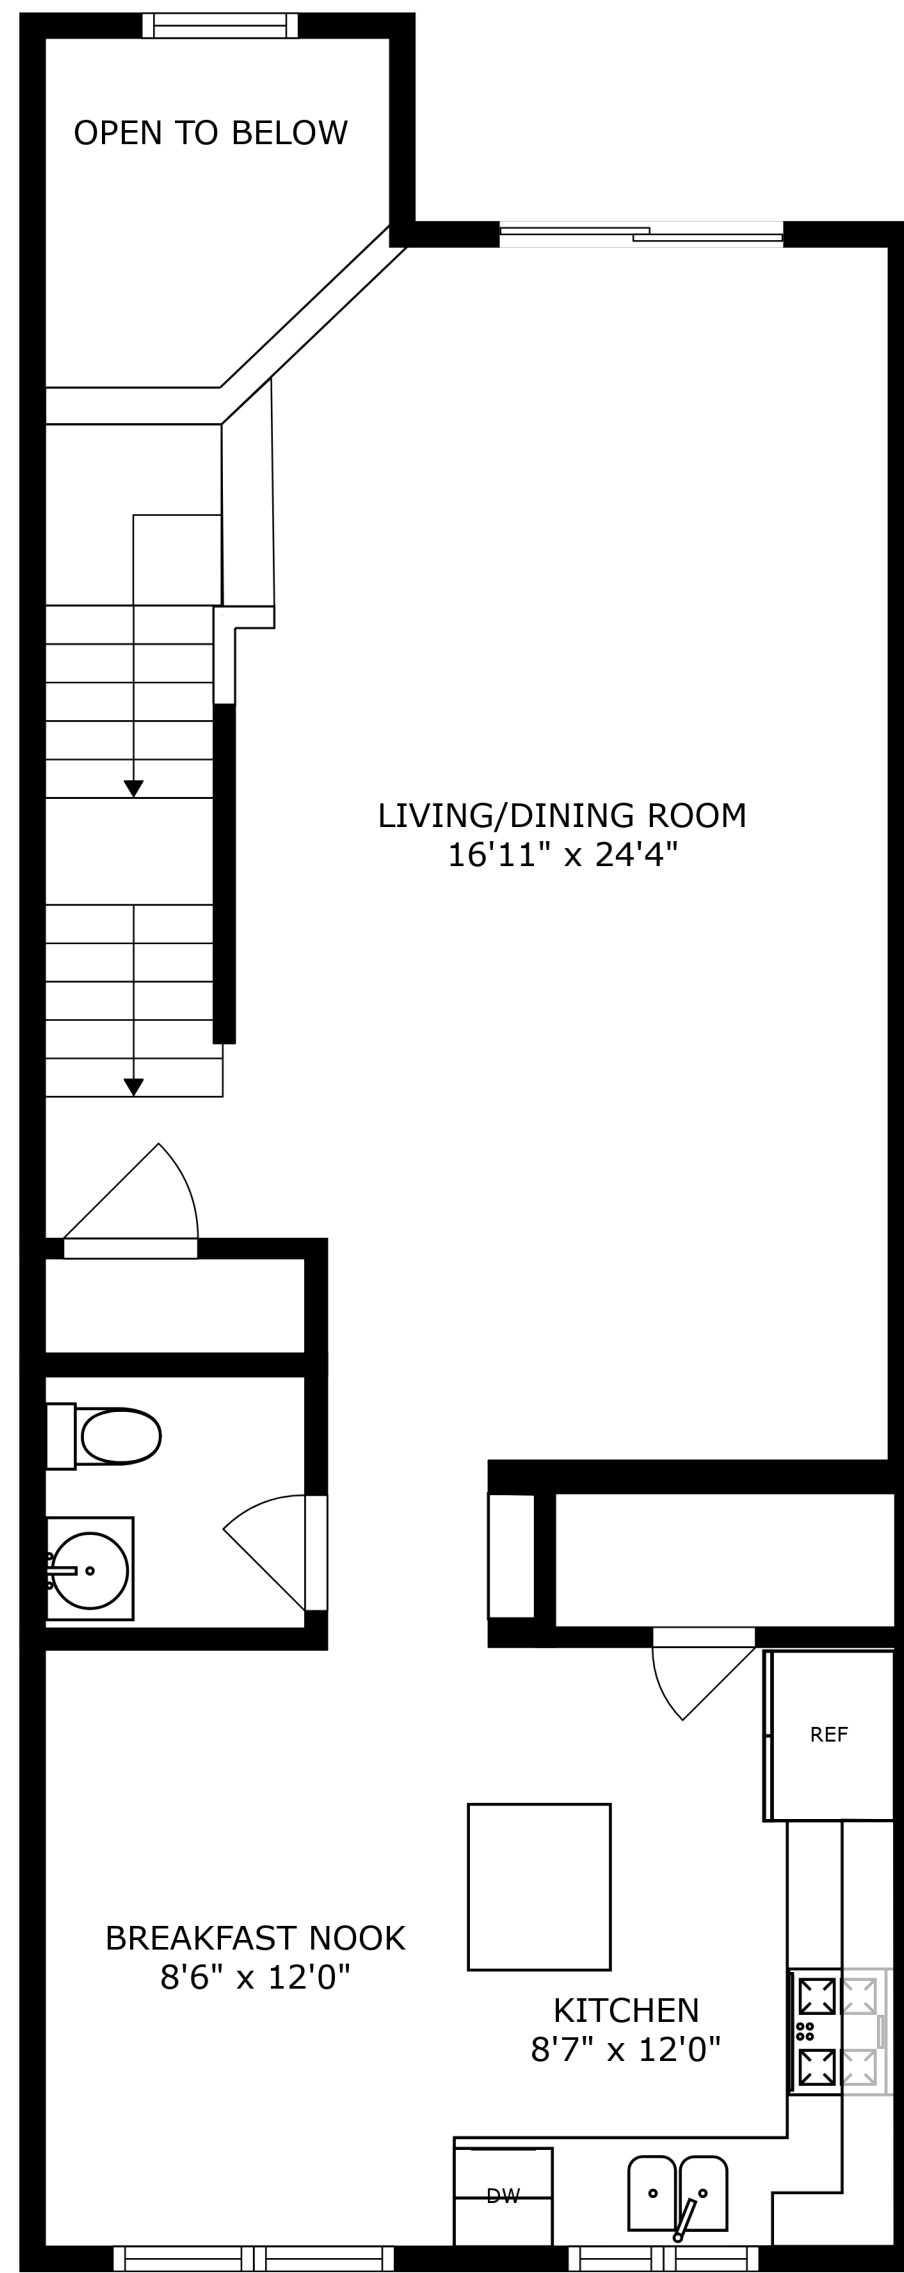 OPEN TO BELOW
LIVING/DINING ROOM
16'11" x 24'4"
REF
BREAKFAST NOOK
8'6" x 12'0"
KITCHEN
8'7" x 12'0"
DW